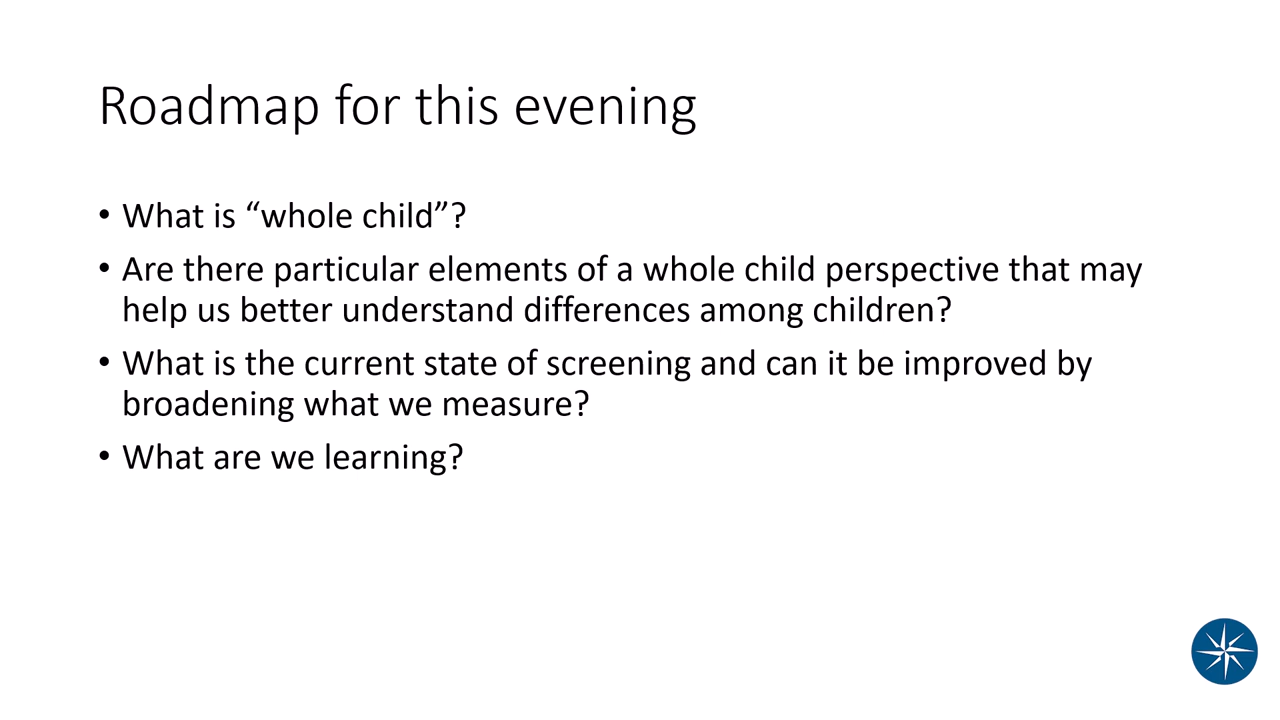 Roadmap for this evening
• What is “whole child”?
• Are there particular elements of a whole child perspective that may
help us better understand differences among children?
• What is the current state of screening and can it be improved by
broadening what we measure?
• What are we learning?